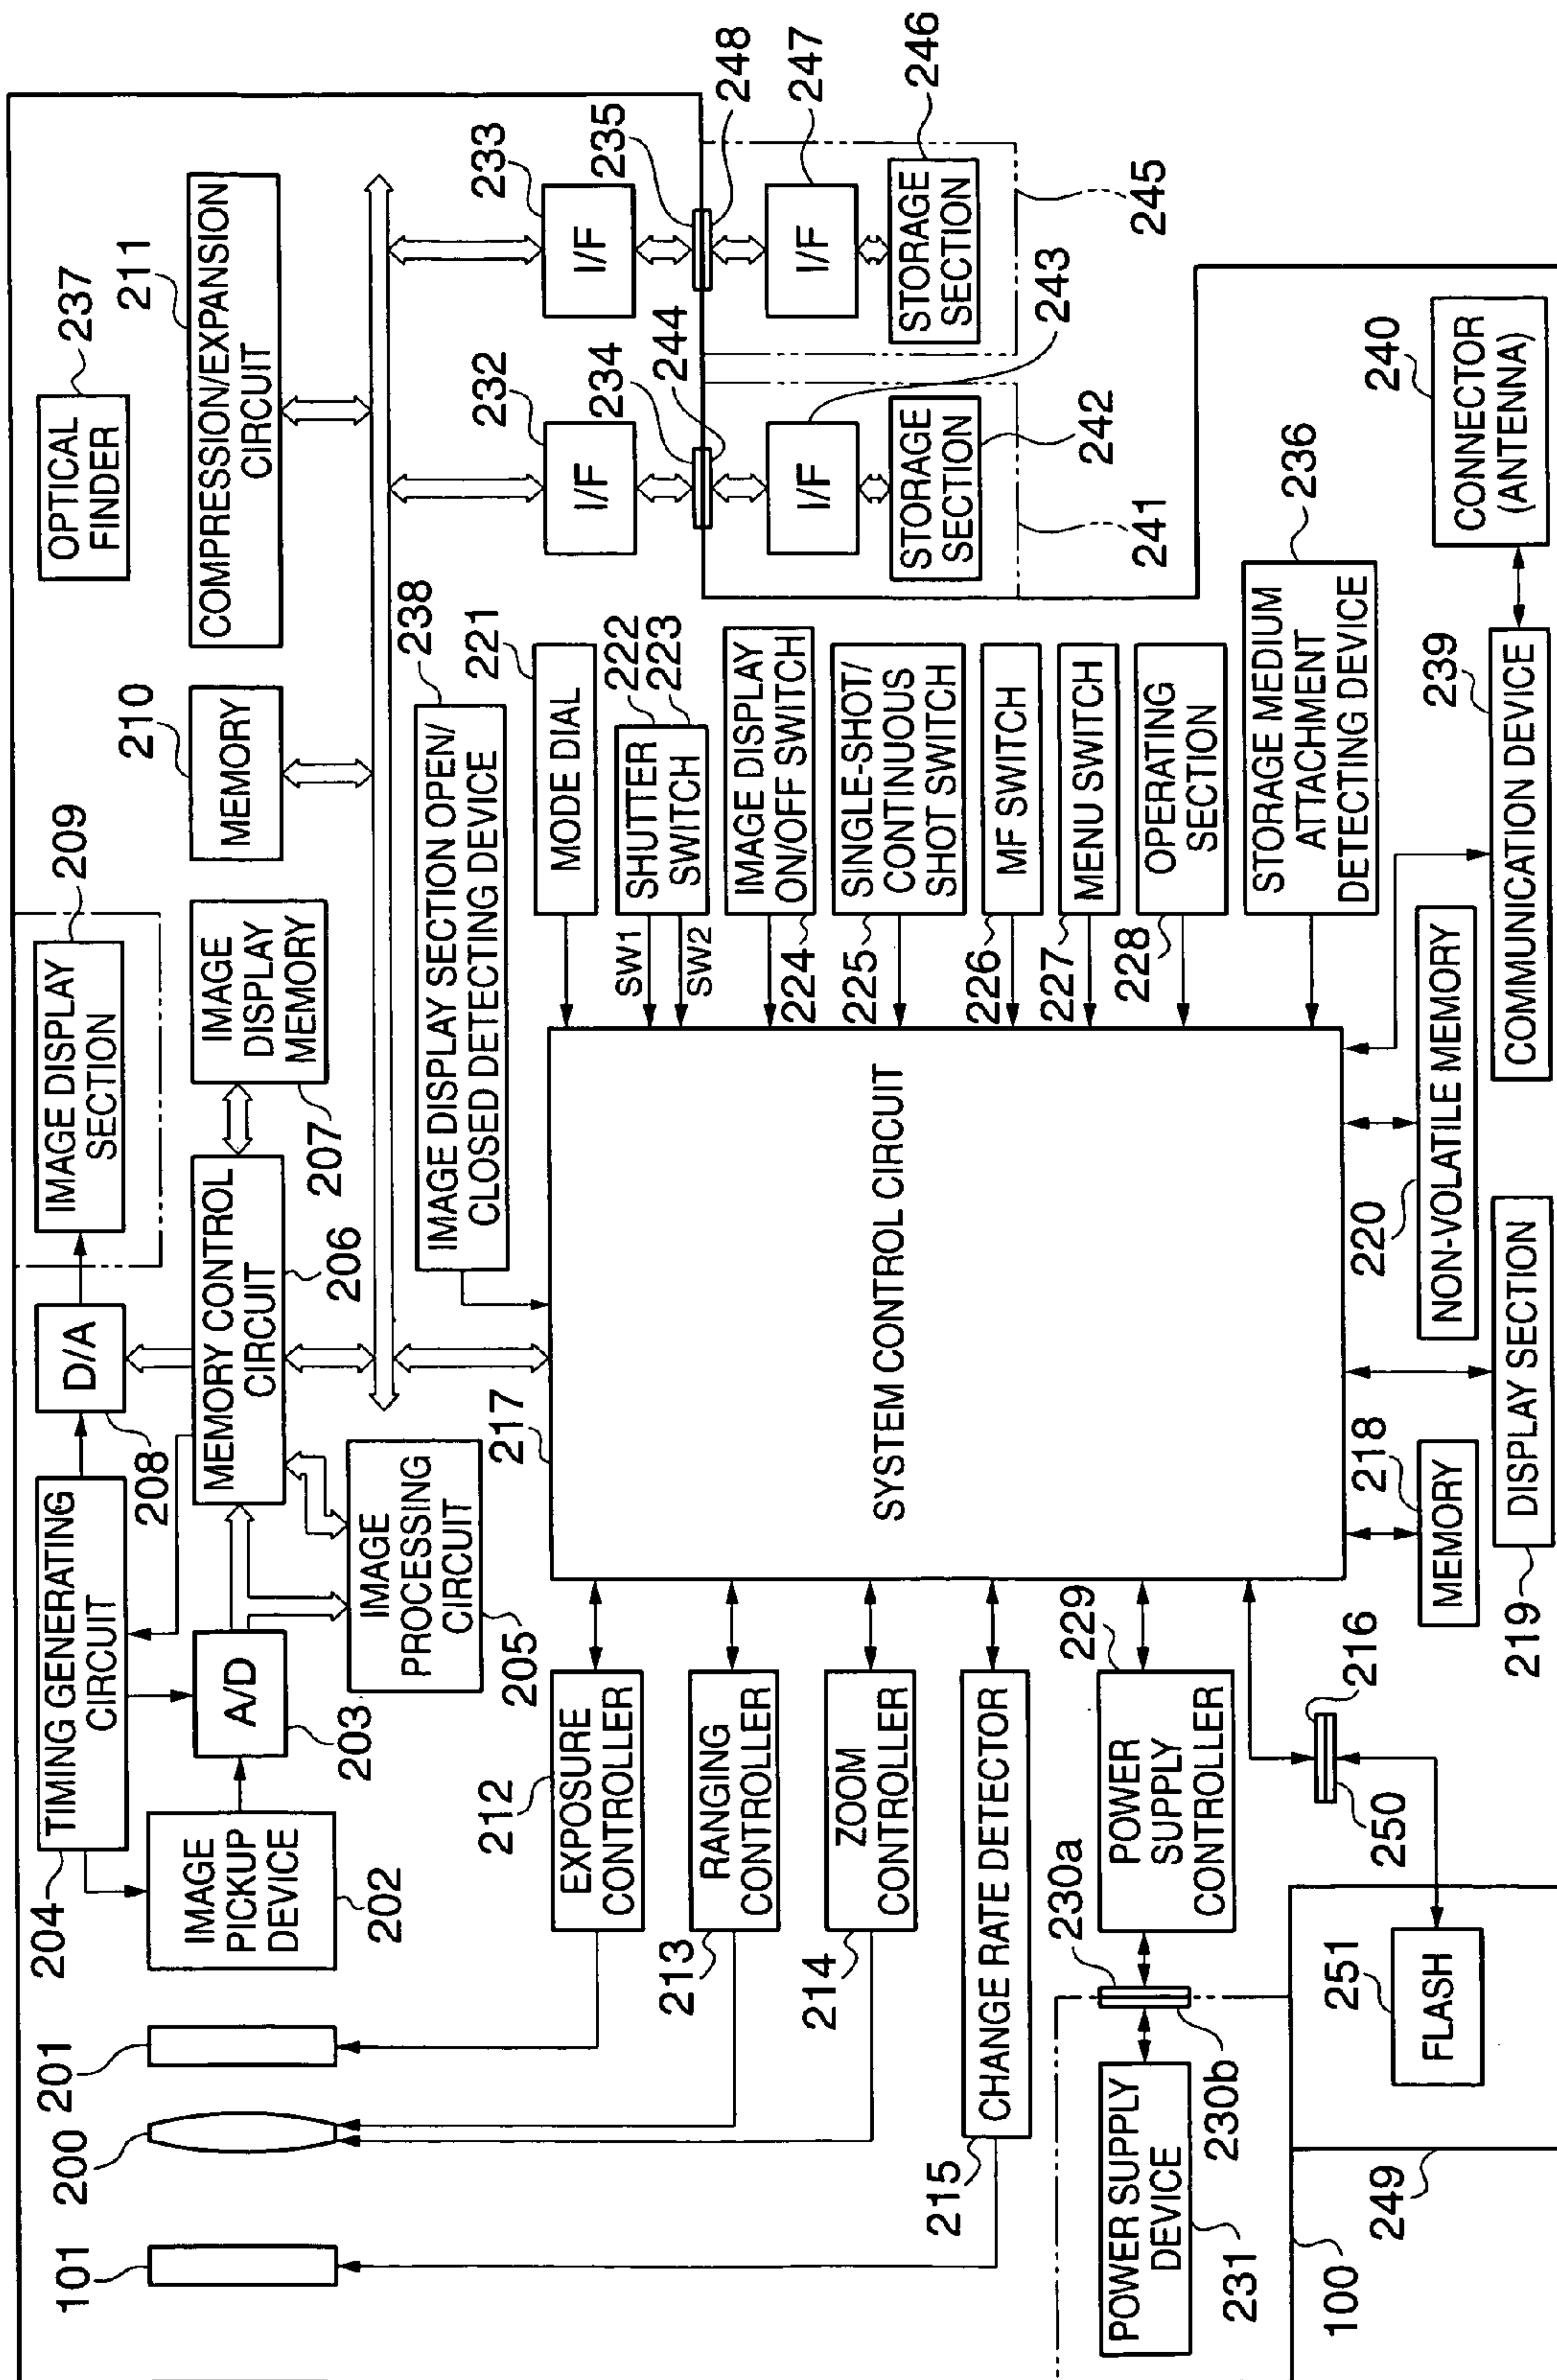 101
200
201
204
TIMING GENERATING
CIRCUIT
208
D/A
IMAGE DISPLAY
SECTION
209
OPTICAL
FINDER
237
IMAGE
PICKUP
DEVICE
202
A/D
203
MEMORY CONTROL
CIRCUIT
206
IMAGE
DISPLAY
MEMORY
207
210
MEMORY
211
COMPRESSION/EXPANSION
CIRCUIT
IMAGE
PROCESSING
CIRCUIT
205
IMAGE DISPLAY SECTION OPEN/
CLOSED DETECTING DEVICE
238
232
I/F
234
244
I/F
243
STORAGE
SECTION
242
241
233
I/F
235
248
I/F
247
STORAGE
SECTION
246
245
212
EXPOSURE
CONTROLLER
213
RANGING
CONTROLLER
214
ZOOM
CONTROLLER
215
CHANGE RATE DETECTOR
229
POWER
SUPPLY
CONTROLLER
230a
230b
POWER SUPPLY
DEVICE
231
217
SYSTEM CONTROL CIRCUIT
221
MODE DIAL
SW1
SW2
SHUTTER
SWITCH
222
223
IMAGE DISPLAY
ON/OFF SWITCH
224
SINGLE-SHOT/
CONTINUOUS
SHOT SWITCH
225
MF SWITCH
226
MENU SWITCH
227
OPERATING
SECTION
228
STORAGE MEDIUM
ATTACHMENT
DETECTING DEVICE
236
216
250
251
FLASH
249
100
218
MEMORY
219
DISPLAY SECTION
220
NON-VOLATILE MEMORY
239
COMMUNICATION DEVICE
240
CONNECTOR
(ANTENNA)